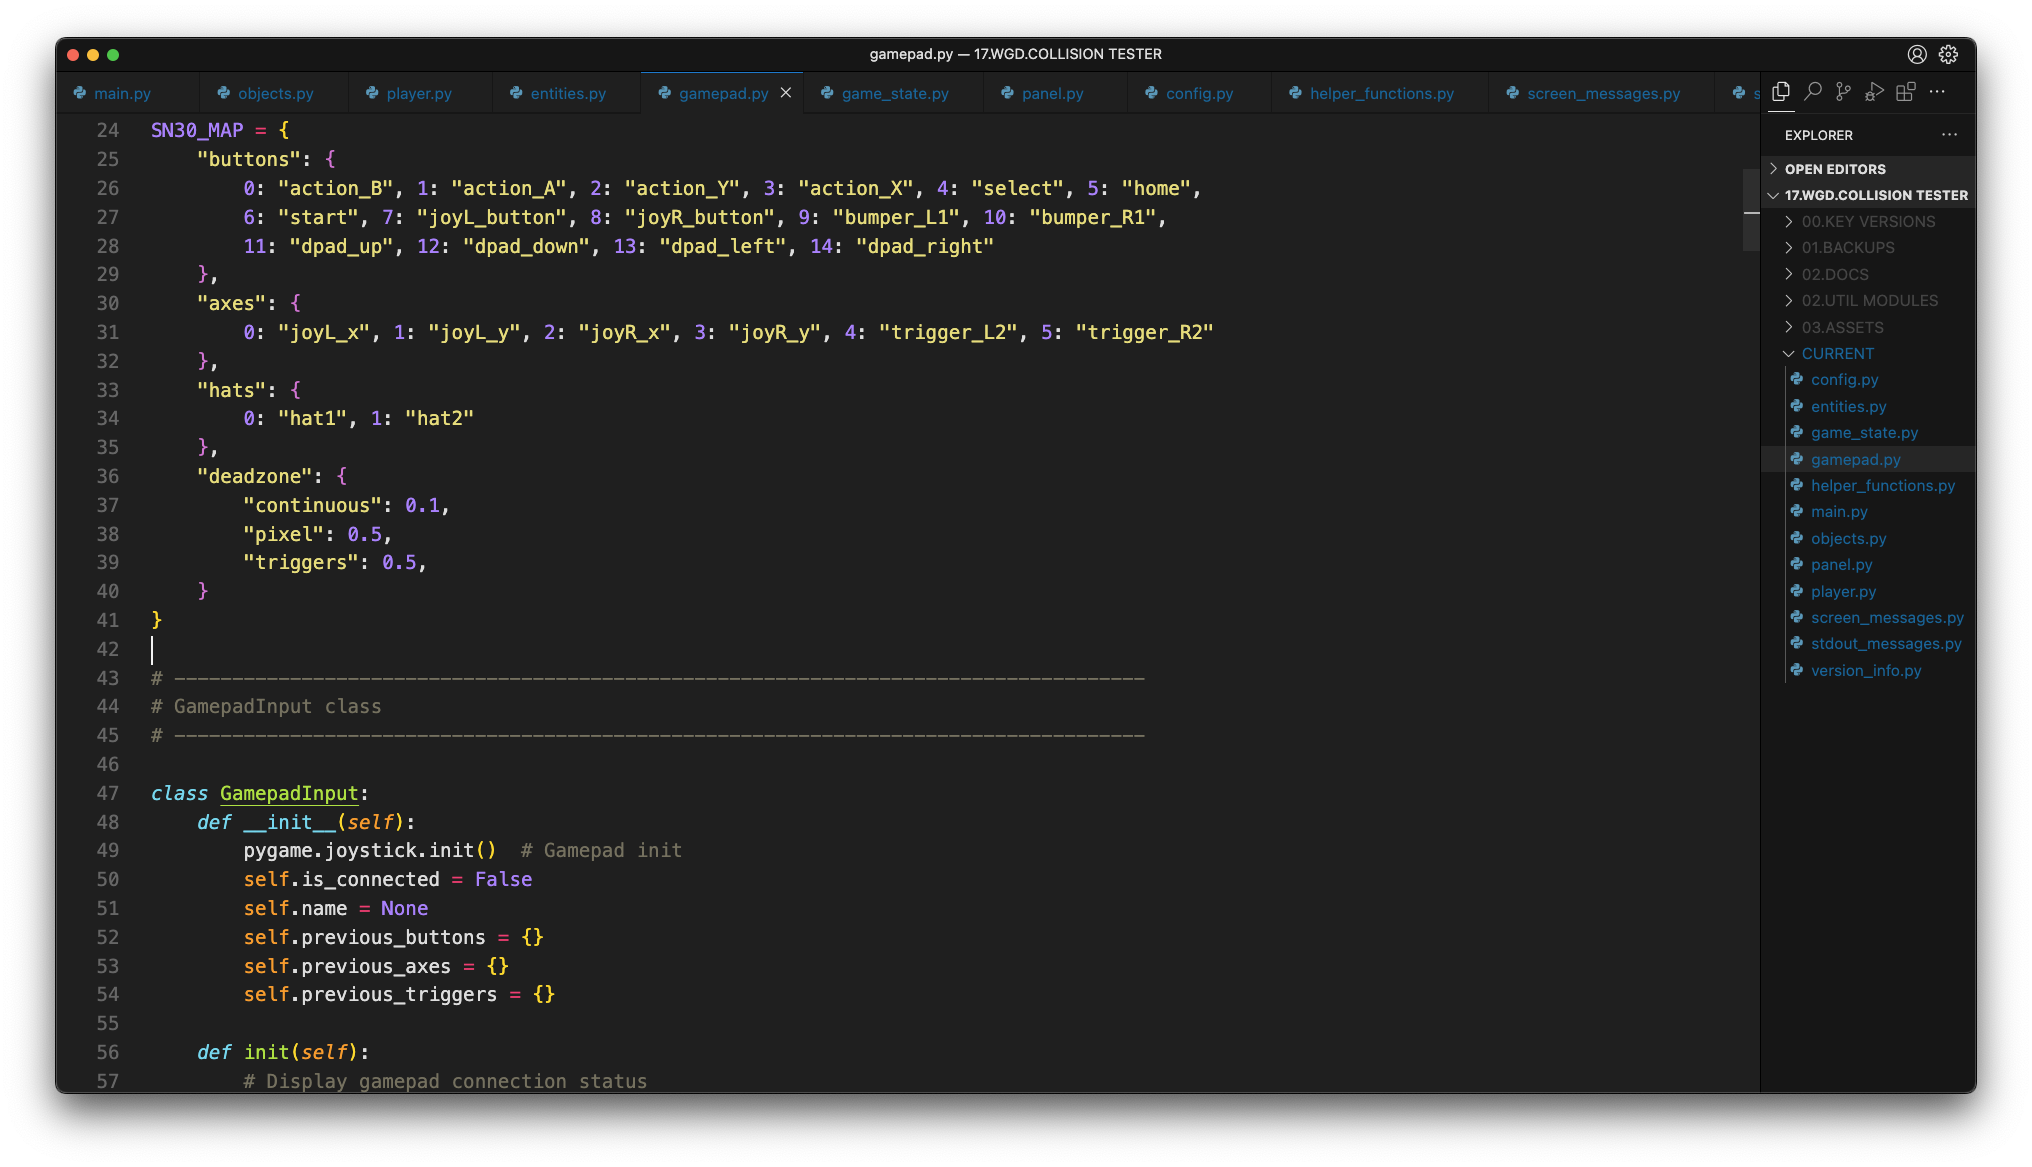 gamepad.py — 17.WGD.COLLISION TESTER
main.py objects.py player.py entities.py gamepad.py game_state.py panel.py config.py helper_functions.py screen_messages.py s
24 SN30_MAP = {
25     "buttons": {
26         0: "action_B", 1: "action_A", 2: "action_Y", 3: "action_X", 4: "select", 5: "home",
27         6: "start", 7: "joyL_button", 8: "joyR_button", 9: "bumper_L1", 10: "bumper_R1",
28         11: "dpad_up", 12: "dpad_down", 13: "dpad_left", 14: "dpad_right"
29     },
30     "axes": {
31         0: "joyL_x", 1: "joyL_y", 2: "joyR_x", 3: "joyR_y", 4: "trigger_L2", 5: "trigger_R2"
32     },
33     "hats": {
34         0: "hat1", 1: "hat2"
35     },
36     "deadzone": {
37         "continuous": 0.1,
38         "pixel": 0.5,
39         "triggers": 0.5,
40     }
41 }
42
43 # ------------------------------------------------------------------------------------
44 # GamepadInput class
45 # ------------------------------------------------------------------------------------
46
47 class GamepadInput:
48     def __init__(self):
49         pygame.joystick.init()  # Gamepad init
50         self.is_connected = False
51         self.name = None
52         self.previous_buttons = {}
53         self.previous_axes = {}
54         self.previous_triggers = {}
55
56     def init(self):
57         # Display gamepad connection status
EXPLORER
OPEN EDITORS
17.WGD.COLLISION TESTER
00.KEY VERSIONS
01.BACKUPS
02.DOCS
02.UTIL MODULES
03.ASSETS
CURRENT
config.py
entities.py
game_state.py
gamepad.py
helper_functions.py
main.py
objects.py
panel.py
player.py
screen_messages.py
stdout_messages.py
version_info.py